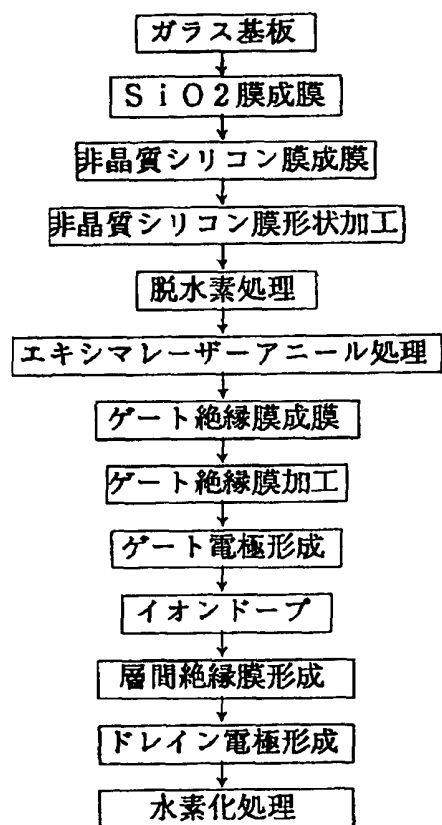 ガラス基板
SiO2膜成膜
非晶質シリコン膜成膜
非晶質シリコン膜形状加工
脱水素処理
エキシマレーザーアニール処理
ゲート絶縁膜成膜
ゲート絶縁膜加工
ゲート電極形成
イオンドープ
層間絶縁膜形成
ドレイン電極形成
水素化処理